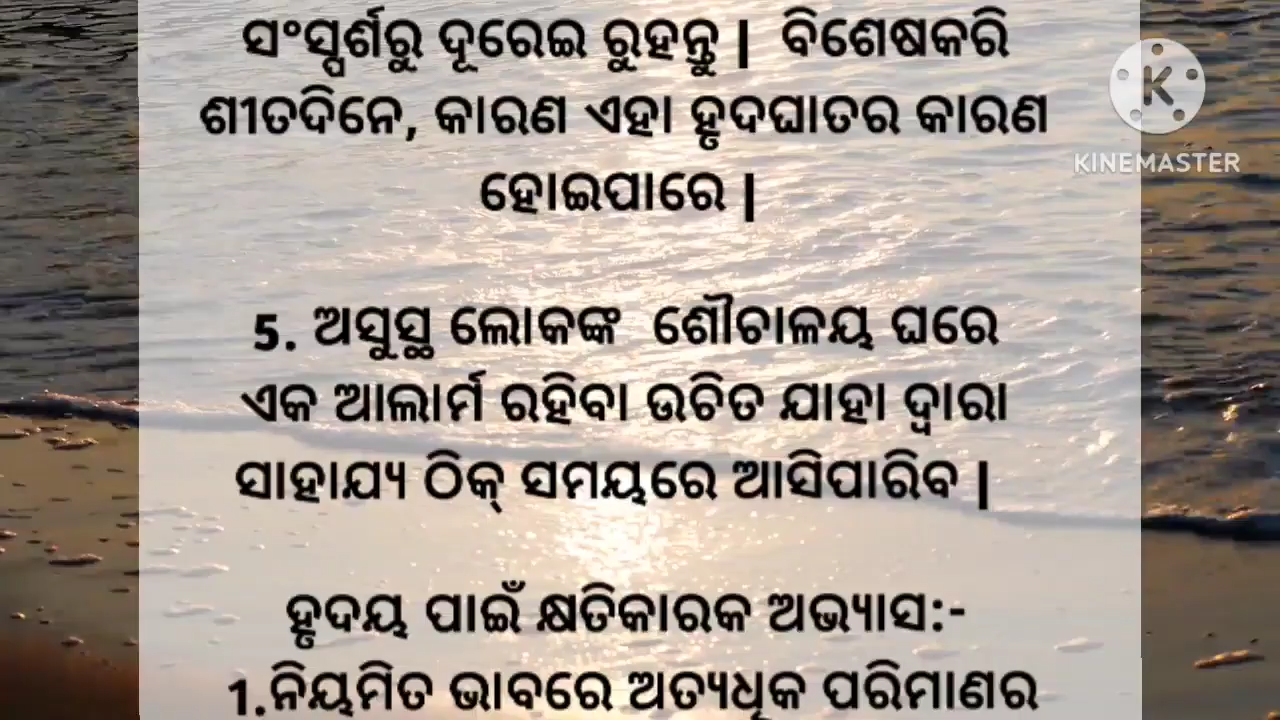 ସଂସ୍ପର୍ଶରୁ ଦୂରେଇ ରୁହନ୍ତୁ | ବିଶେଷକରି
ଶୀତଦିନେ, କାରଣ ଏହା ହୃଦଘାତର କାରଣ
ହୋଇପାରେ |
5. ଅସୁସ୍ଥ ଲୋକଙ୍କ ଶୌଚାଳୟ ଘରେ
ଏକ ଆଲାର୍ମ ରହିବା ଉଚିତ ଯାହା ଦ୍ୱାରା
ସାହାଯ୍ୟ ଠିକ୍ ସମୟରେ ଆସିପାରିବ |
ହୃଦୟ ପାଇଁ କ୍ଷତିକାରକ ଅଭ୍ୟାସ:-
1.ନିୟମିତ ଭାବରେ ଅତ୍ୟଧିକ ପରିମାଣର
K
KINEMASTER